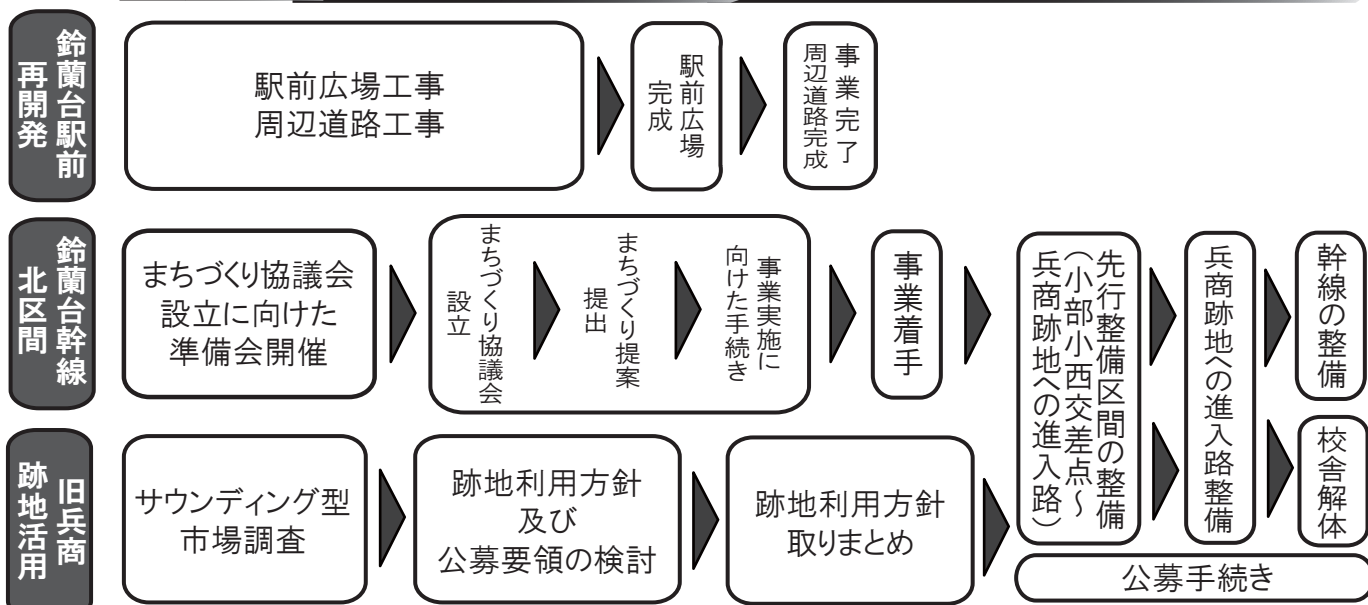 鈴蘭台駅前
再開発
駅前広場工事
周辺道路工事
駅前広場
完成
事業完了
周辺道路完成
鈴蘭台幹線
北区間
まちづくり協議会
設立に向けた
準備会開催
まちづくり協議会
設立
まちづくり提案
提出
事業実施に
向けた手続き
事業着手
先行整備区間の整備
（小部小西交差点～
兵商跡地への進入路）
兵商跡地への進入路整備
幹線の整備
旧兵商
跡地活用
サウンディング型
市場調査
跡地利用方針
及び
公募要領の検討
跡地利用方針
取りまとめ
校舎解体
公募手続き